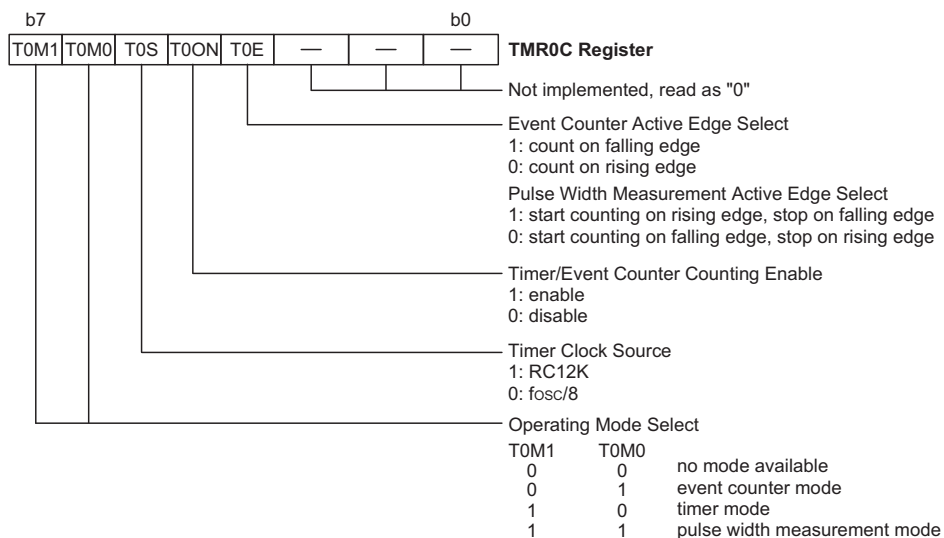 b7 b0
T0M1 T0M0 T0S T0ON T0E — — — TMR0C Register
Not implemented, read as "0"
Event Counter Active Edge Select
1: count on falling edge
0: count on rising edge
Pulse Width Measurement Active Edge Select
1: start counting on rising edge, stop on falling edge
0: start counting on falling edge, stop on rising edge
Timer/Event Counter Counting Enable
1: enable
0: disable
Timer Clock Source
1: RC12K
0: fOSC/8
Operating Mode Select
T0M1 T0M0
0 0 no mode available
0 1 event counter mode
1 0 timer mode
1 1 pulse width measurement mode